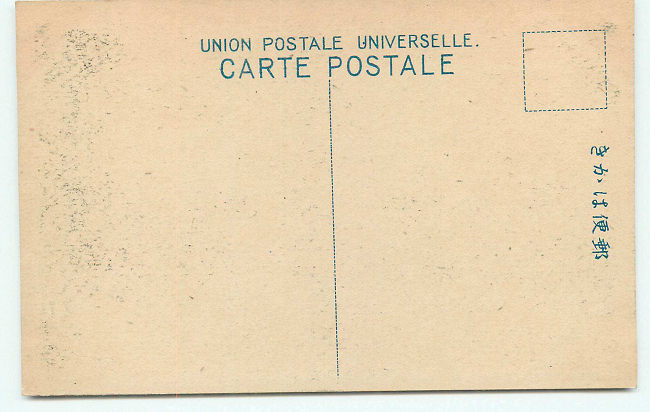 UNION POSTALE UNIVERSELLE.
CARTE POSTALE
郵便はかき